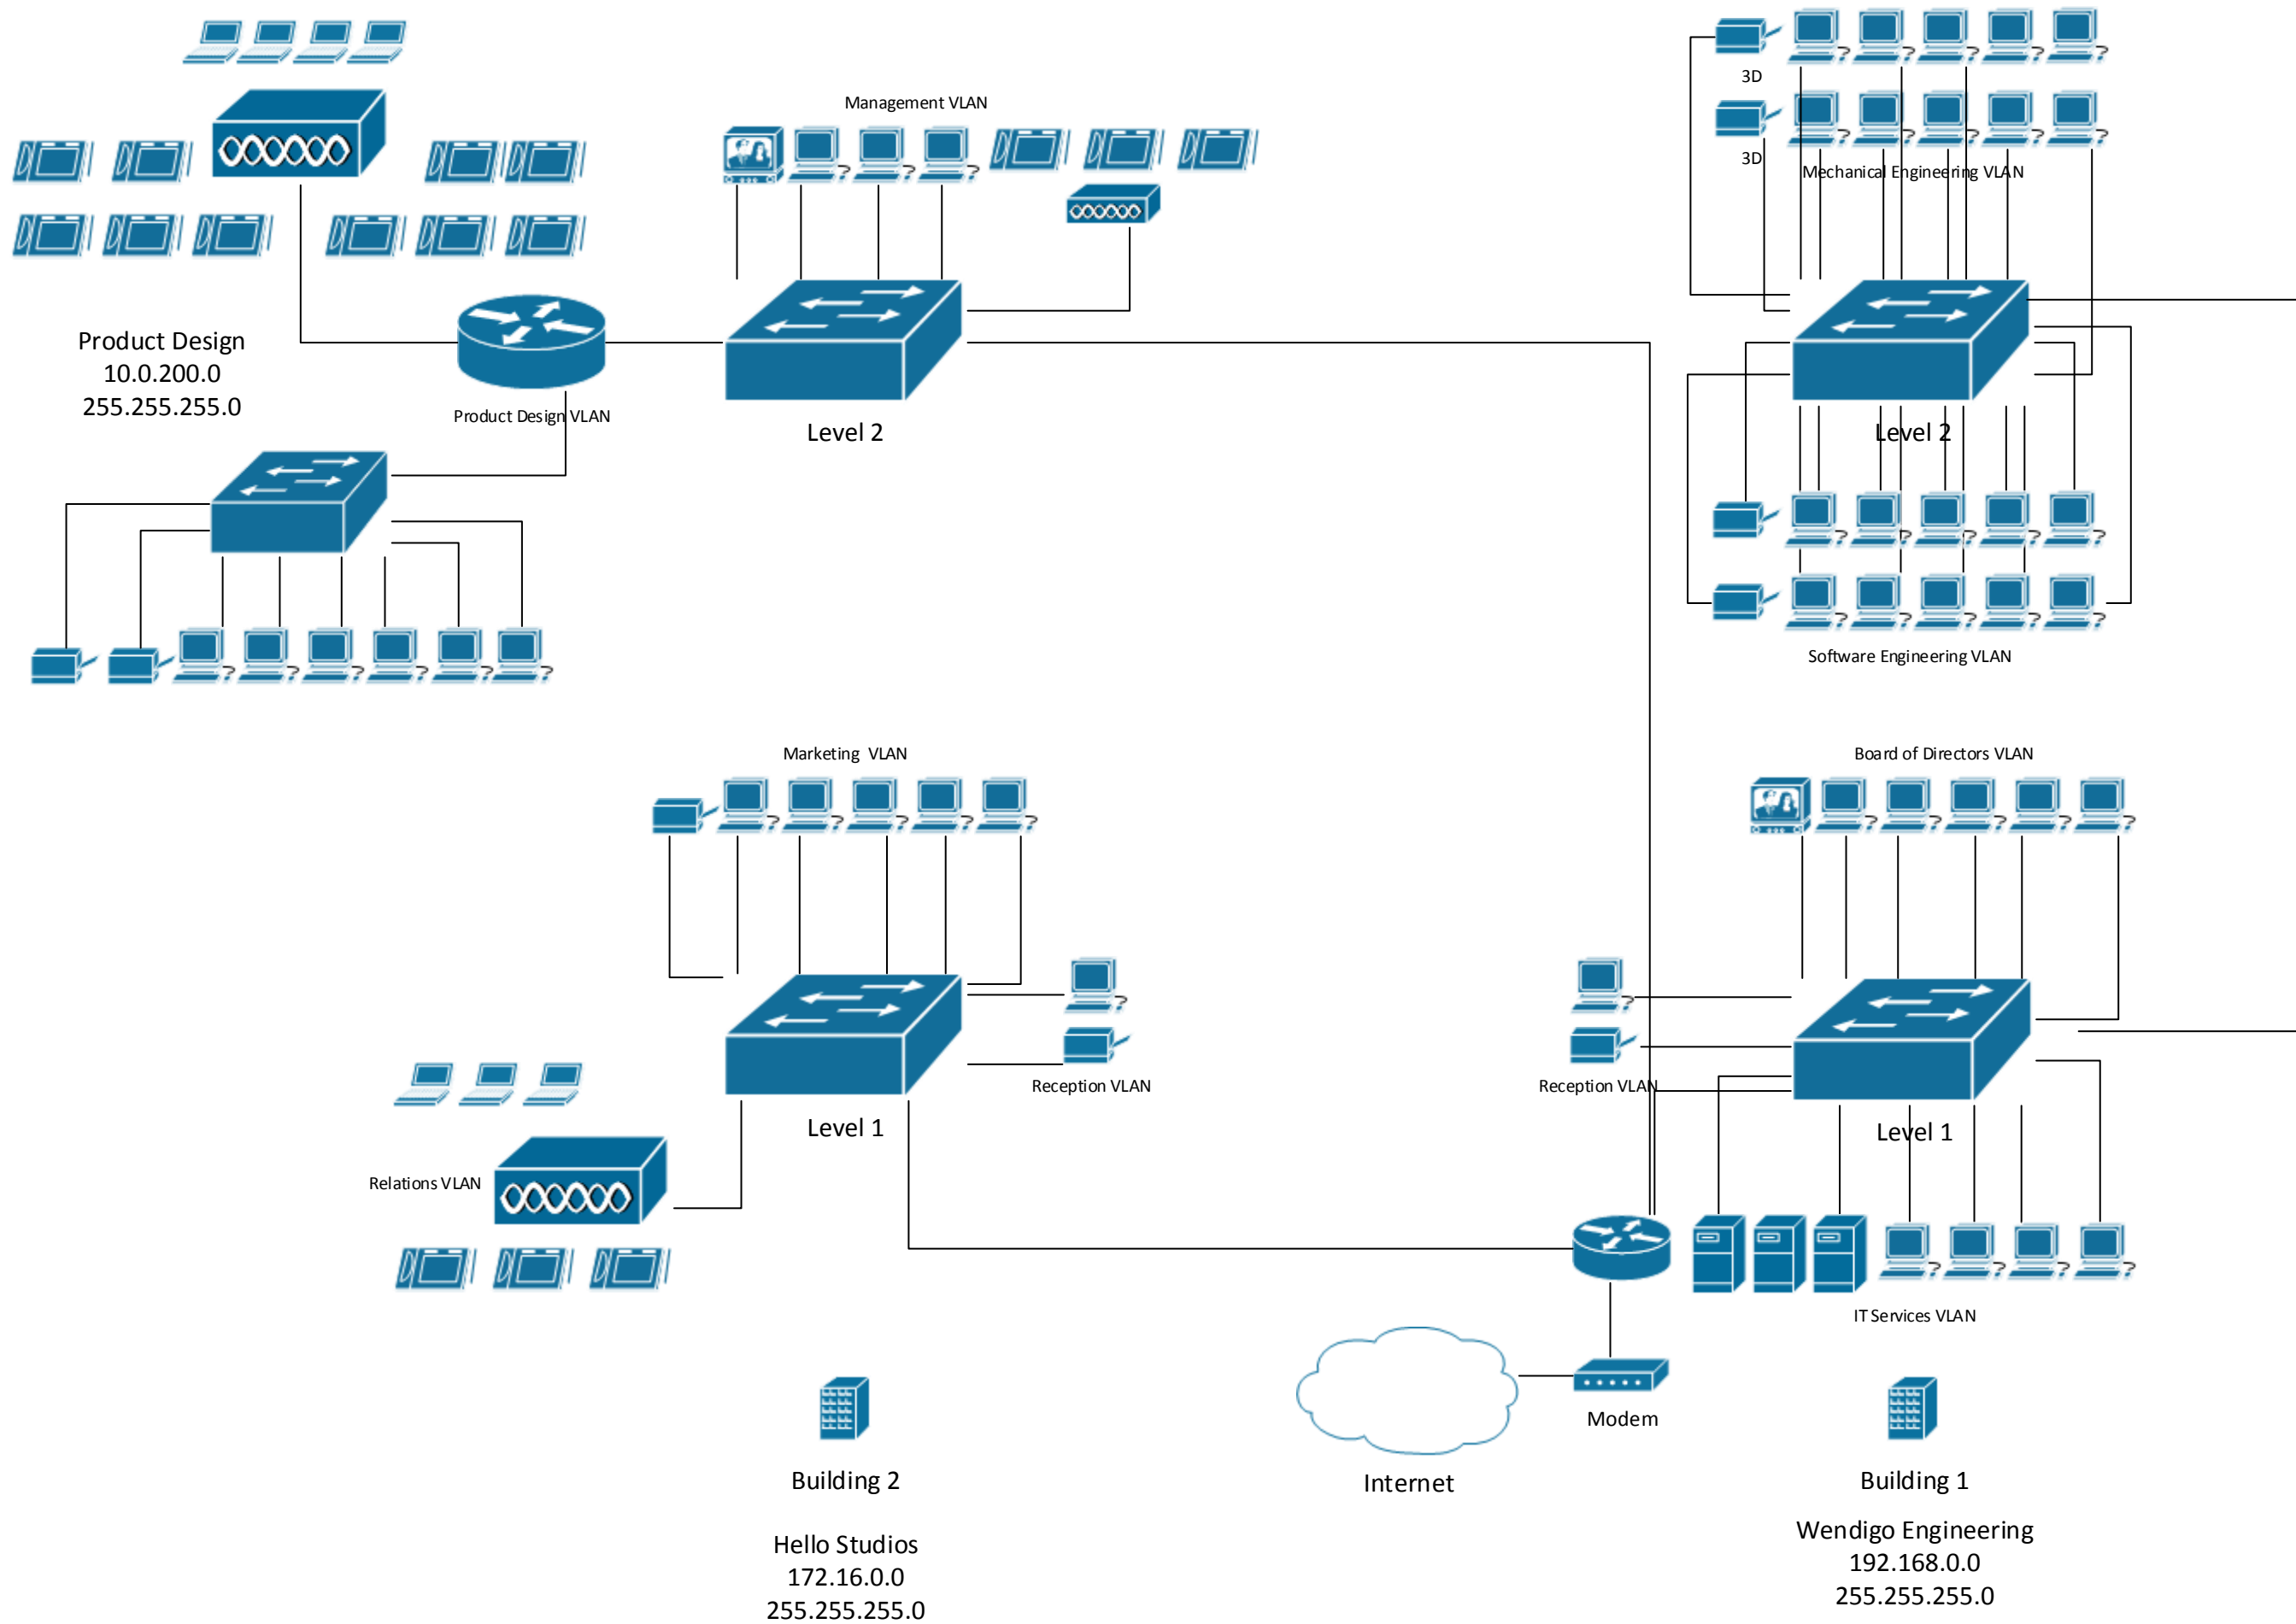 Management VLAN
3D
3D
Mechanical Engineering VLAN
Product Design
10.0.200.0
255.255.255.0
Product Design VLAN
Level 2
Level 2
Software Engineering VLAN
Marketing VLAN
Board of Directors VLAN
Reception VLAN
Reception VLAN
Level 1
Level 1
Relations VLAN
IT Services VLAN
Modem
Internet
Building 2
Building 1
Hello Studios
172.16.0.0
255.255.255.0
Wendigo Engineering
192.168.0.0
255.255.255.0